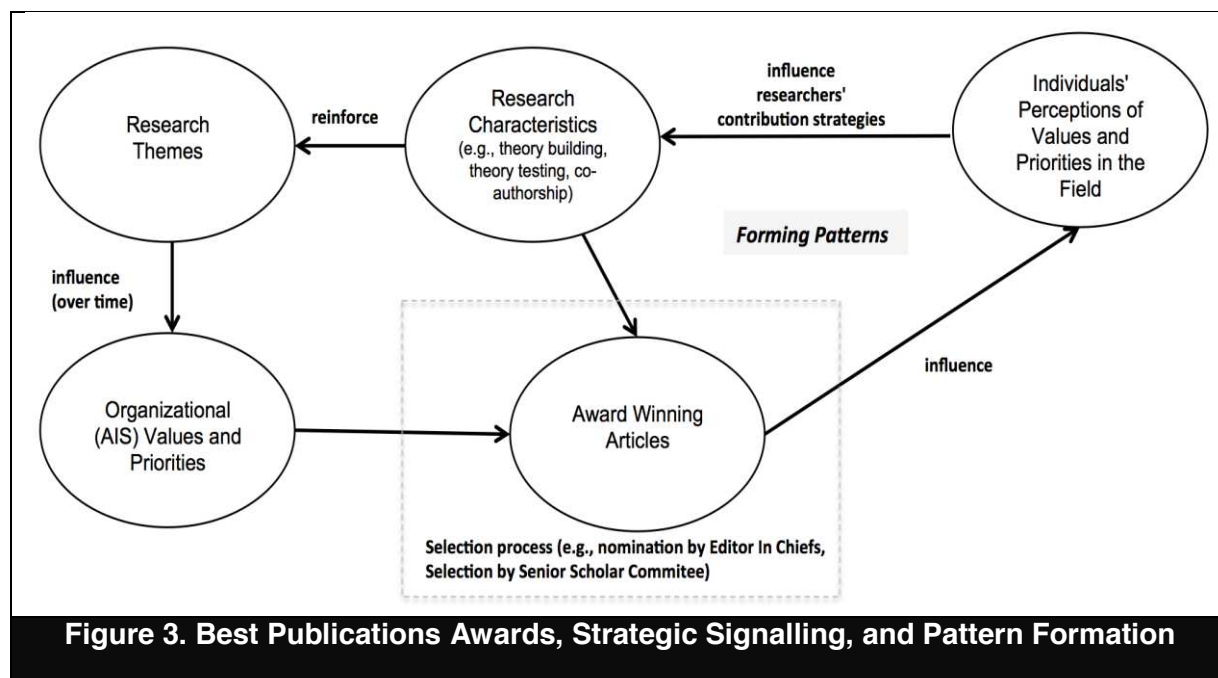 Research
Themes
reinforce
Research
Characteristics
(e.g., theory building,
theory testing, co-
authorship)
influence
researchers'
contribution strategies
Individuals'
Perceptions of
Values and
Priorities in the
Field
Forming Patterns
influence
(over time)
Organizational
(AIS) Values and
Priorities
Award Winning
Articles
influence
Selection process (e.g., nomination by Editor In Chiefs,
Selection by Senior Scholar Commitee)
Figure 3. Best Publications Awards, Strategic Signalling, and Pattern Formation